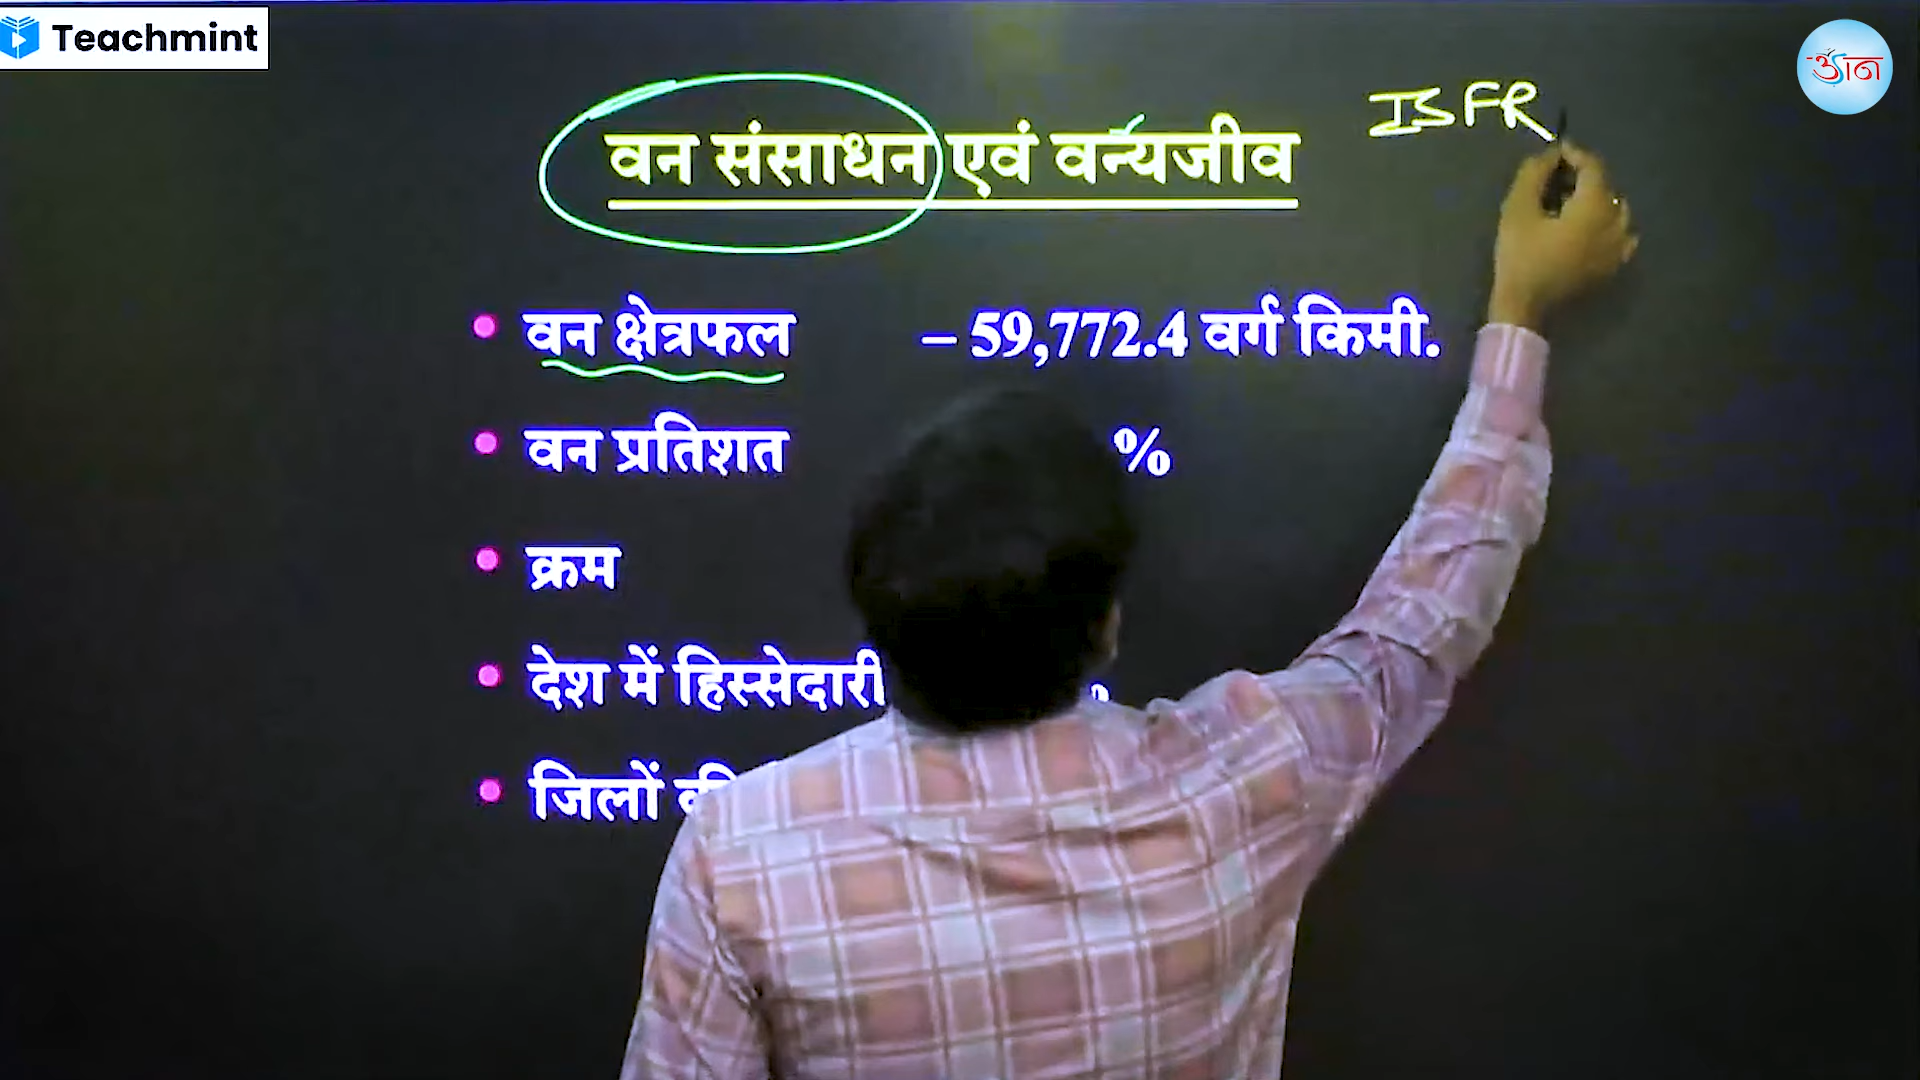 Teachmint
ज्ञान
ISFR
वन संसाधन एवं वन्यजीव
• वन क्षेत्रफल – 59,772.4 वर्ग किमी.
• वन प्रतिशत %
• क्रम
• देश में हिस्सेदारी
• जिलों